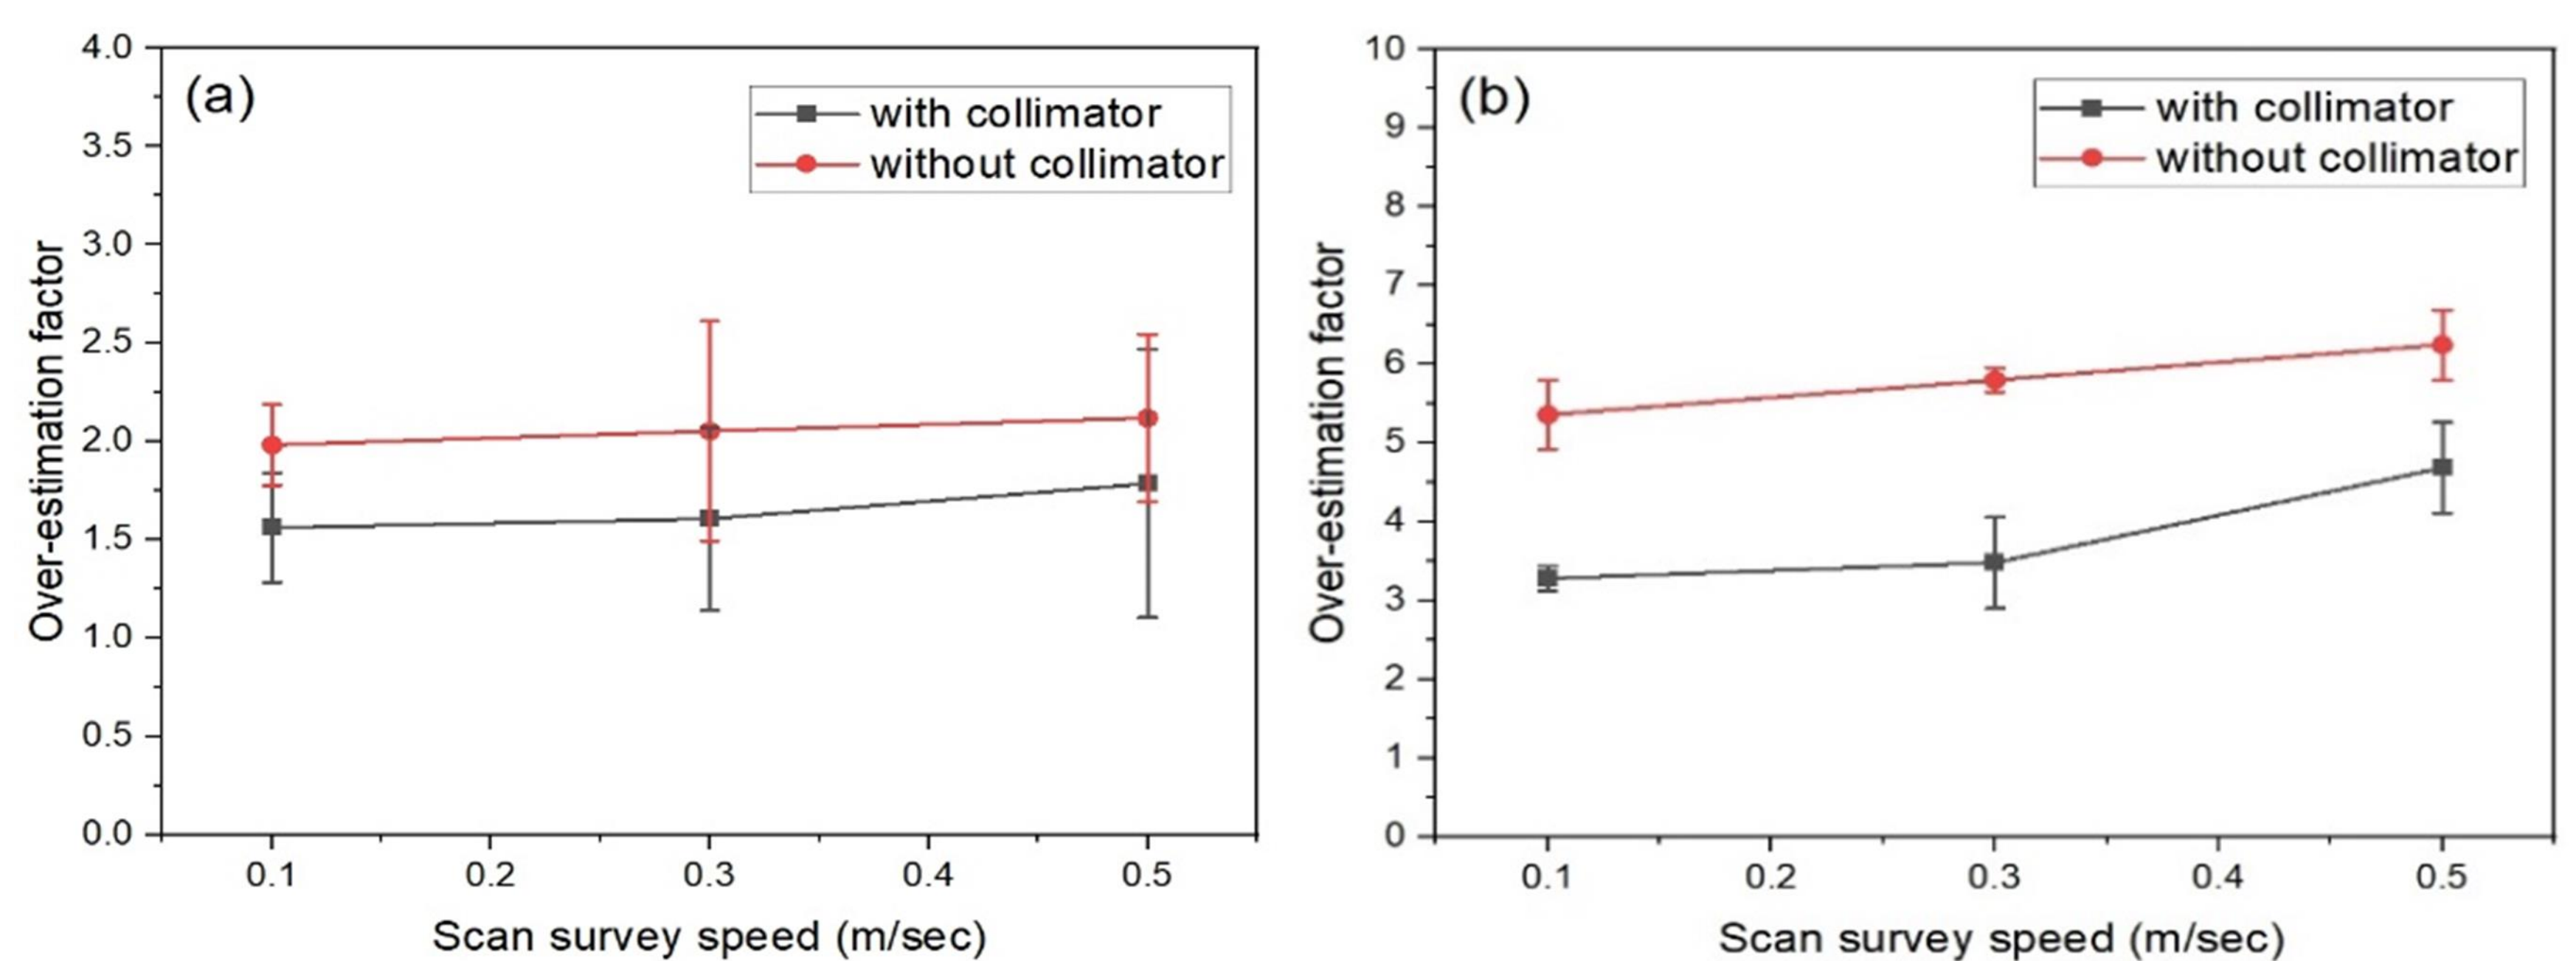 (a)
with collimator
without collimator
4.0
3.5
3.0
2.5
2.0
1.5
1.0
0.5
0.0
Over-estimation factor
0.1 0.2 0.3 0.4 0.5
Scan survey speed (m/sec)
(b)
with collimator
without collimator
10
9
8
7
6
5
4
3
2
1
0
Over-estimation factor
0.1 0.2 0.3 0.4 0.5
Scan survey speed (m/sec)